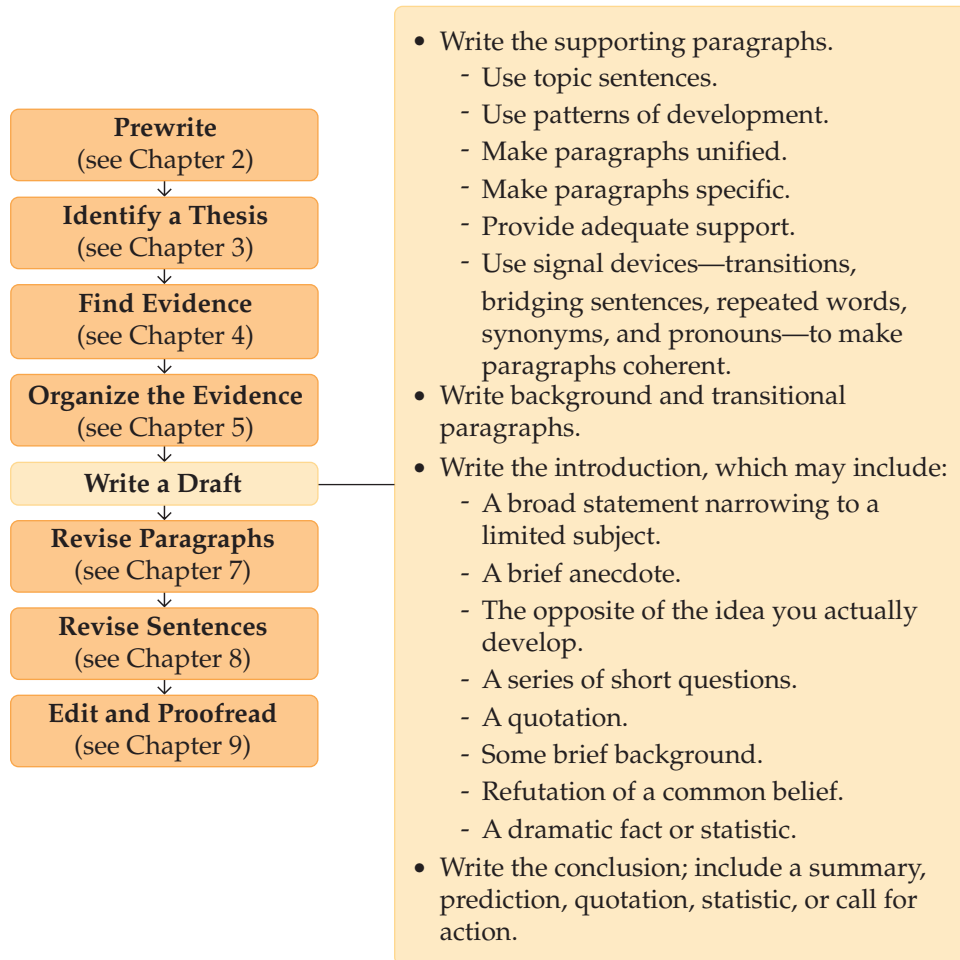 Prewrite
(see Chapter 2)
Identify a Thesis
(see Chapter 3)
Find Evidence
(see Chapter 4)
Organize the Evidence
(see Chapter 5)
Write a Draft
Revise Paragraphs
(see Chapter 7)
Revise Sentences
(see Chapter 8)
Edit and Proofread
(see Chapter 9)
• Write the supporting paragraphs.
- Use topic sentences.
- Use patterns of development.
- Make paragraphs unified.
- Make paragraphs specific.
- Provide adequate support.
- Use signal devices—transitions,
bridging sentences, repeated words,
synonyms, and pronouns—to make
paragraphs coherent.
• Write background and transitional
paragraphs.
• Write the introduction, which may include:
- A broad statement narrowing to a
limited subject.
- A brief anecdote.
- The opposite of the idea you actually
develop.
- A series of short questions.
- A quotation.
- Some brief background.
- Refutation of a common belief.
- A dramatic fact or statistic.
• Write the conclusion; include a summary,
prediction, quotation, statistic, or call for
action.